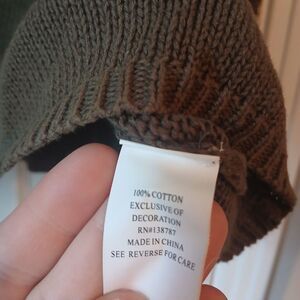 100% COTTON
EXCLUSIVE OF
DECORATION
RN#138787
MADE IN CHINA
SEE REVERSE FOR CARE